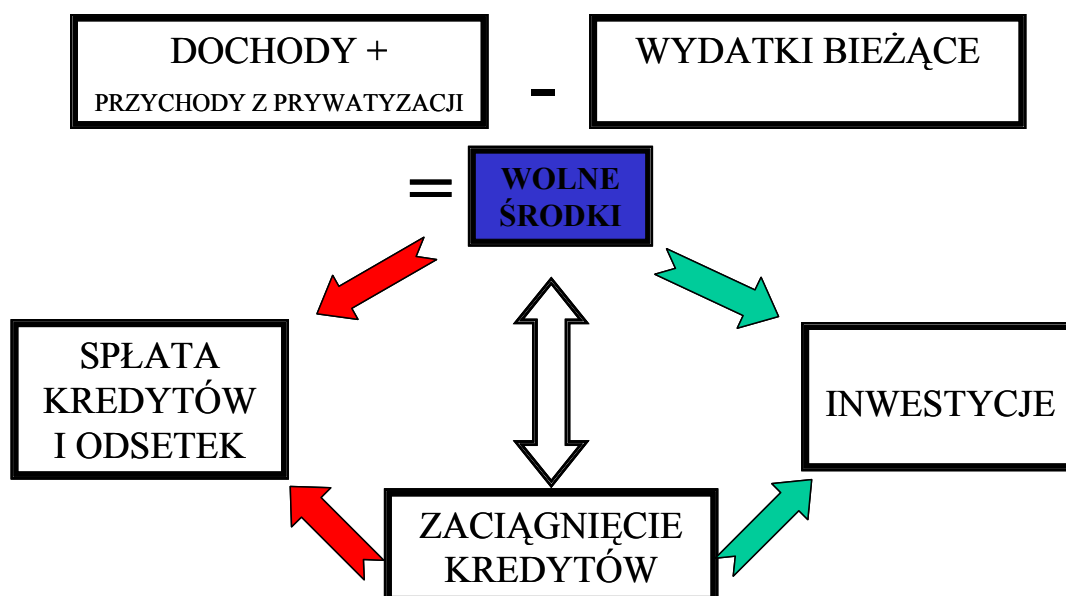 DOCHODY +
PRZYCHODY Z PRYWATYZACJI
-
WYDATKI BIEŻĄCE
=
WOLNE
ŚRODKI
SPŁATA
KREDYTÓW
I ODSETEK
INWESTYCJE
ZACIĄGNIĘCIE
KREDYTÓW